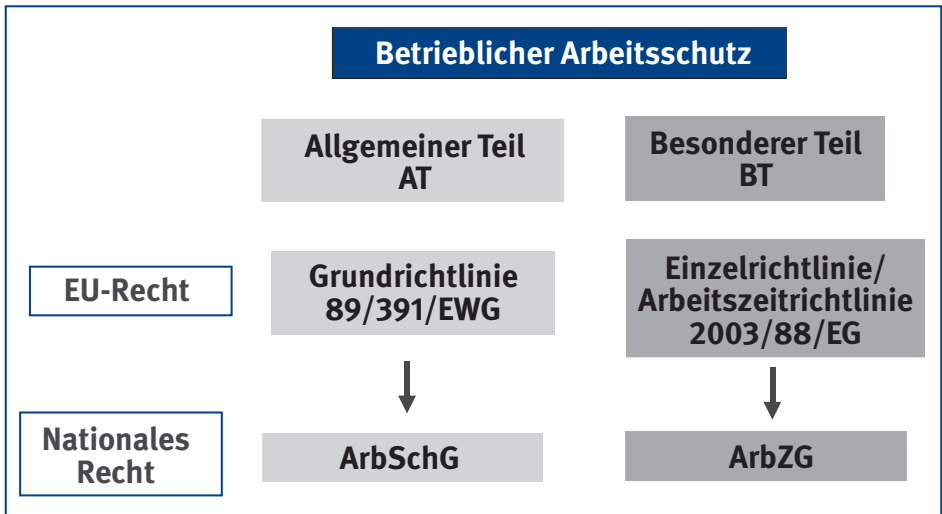 Betrieblicher Arbeitsschutz
Allgemeiner Teil
AT
Besonderer Teil
BT
EU-Recht
Grundrichtlinie
89/391/EWG
Einzelrichtlinie/
Arbeitszeitrichtlinie
2003/88/EG
Nationales
Recht
ArbSchG
ArbZG